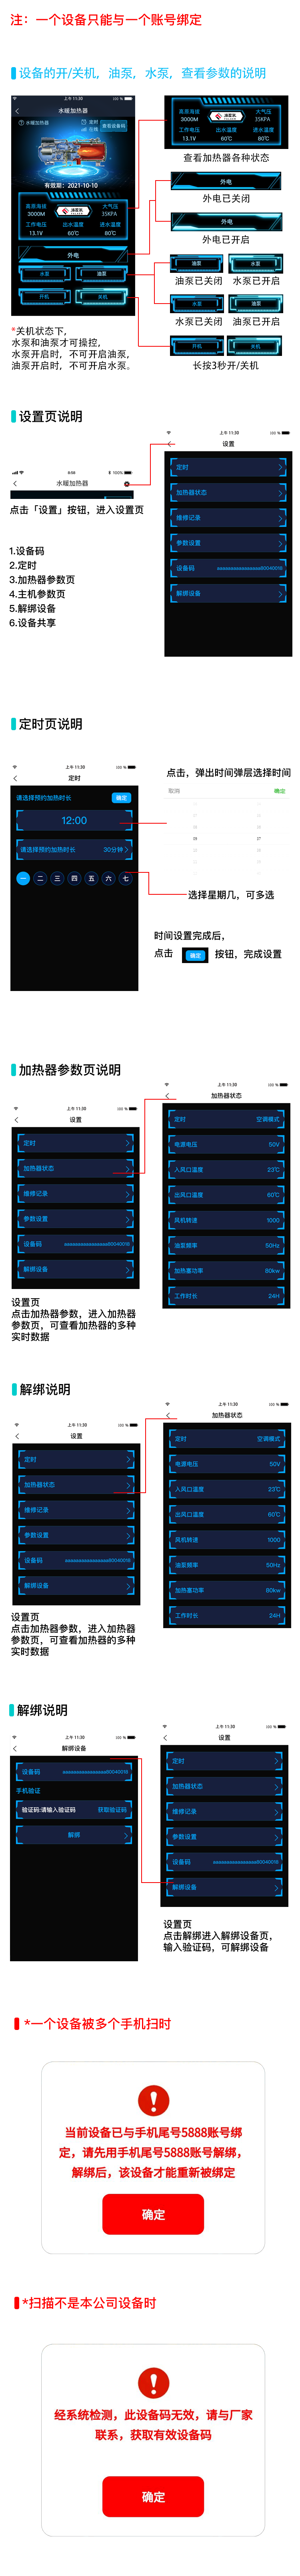 注：一个设备只能与一个账号绑定
设备的开/关机，油泵，水泵，查看参数的说明
上午11:30
100 %
水暖加热器
水暖加热器
定时
在线
查看设备码
有效期：2021-10-10
高原海拔
3000M
大气压
35KPA
工作电压
13.1V
出水温度
60℃
进水温度
80℃
外电
水泵
油泵
开机
关机
高原海拔
3000M
大气压
35KPA
工作电压
13.1V
出水温度
60℃
进水温度
80℃
查看加热器各种状态
外电
外电已关闭
外电
外电已开启
油泵
水泵
油泵已关闭
水泵已开启
水泵
油泵
水泵已关闭
油泵已开启
开机
关机
长按3秒开/关机
*关机状态下，
水泵和油泵才可操控，
水泵开启时，不可开启油泵，
油泵开启时，不可开启水泵。
设置页说明
9:08
100%
水暖加热器
点击「设置」按钮，进入设置页
1.设备码
2.定时
3.加热器参数页
4.主机参数页
5.解绑设备
6.设备共享
上午11:30
100 %
设置
定时
加热器状态
维修记录
参数设置
设备码
解绑设备
定时页说明
上午11:30
100 %
定时
请选择预约加热时长
确定
12:00
请选择预约加热时长
30分钟
一 二 三 四 五 六 七
点击，弹出时间弹层选择时间
取消
确定
选择星期几，可多选
时间设置完成后，
点击 确定 按钮，完成设置
加热器参数页说明
上午11:30
100 %
设置
定时
加热器状态
维修记录
参数设置
设备码
解绑设备
设置页
点击加热器参数，进入加热器
参数页，可查看加热器的多种
实时数据
上午11:30
100 %
加热器状态
定时 空调模式
电源电压 50V
入风口温度 23℃
出风口温度 60℃
风机转速 1000
油泵频率 50Hz
加热塞功率 80kw
工作时长 24H
解绑说明
上午11:30
100 %
设置
定时
加热器状态
维修记录
参数设置
设备码
解绑设备
设置页
点击加热器参数，进入加热器
参数页，可查看加热器的多种
实时数据
上午11:30
100 %
加热器状态
定时 空调模式
电源电压 50V
入风口温度 23℃
出风口温度 60℃
风机转速 1000
油泵频率 50Hz
加热塞功率 80kw
工作时长 24H
解绑说明
上午11:30
100 %
解绑设备
设备码
手机验证
验证码:请输入验证码
获取验证码
解绑
上午11:30
100 %
设置
定时
加热器状态
维修记录
参数设置
设备码
解绑设备
设置页
点击解绑进入解绑设备页，
输入验证码，可解绑设备
*一个设备被多个手机扫时
当前设备已与手机尾号5888账号绑
定，请先用手机尾号5888账号解绑，
解绑后，该设备才能重新被绑定
确定
*扫描不是本公司设备时
经系统检测，此设备码无效，请与厂家
联系，获取有效设备码
确定